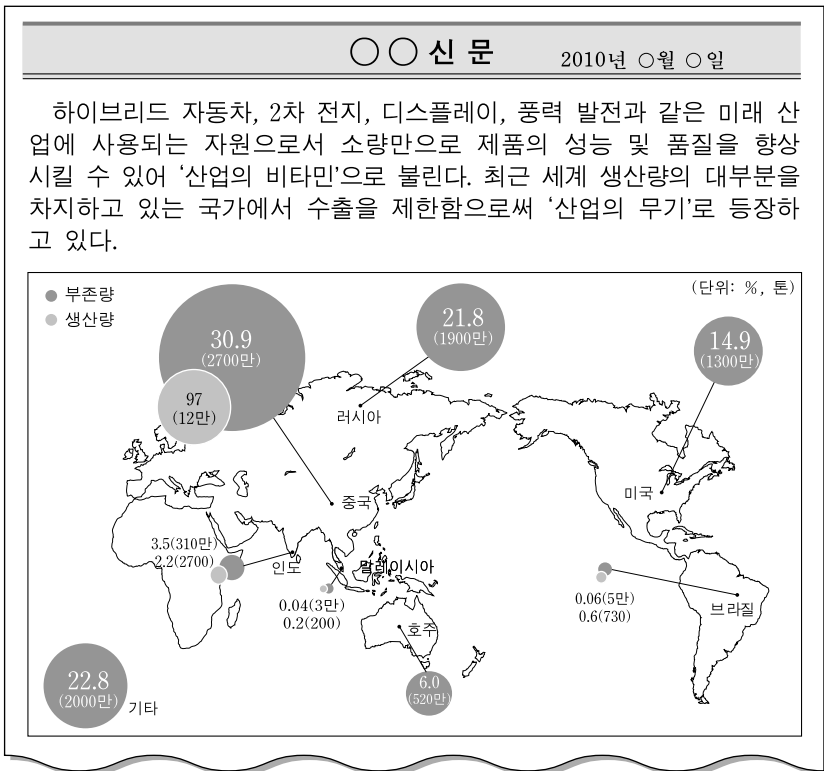 ○○신문 2010년 ○월 ○일
하이브리드 자동차, 2차 전지, 디스플레이, 풍력 발전과 같은 미래 산
업에 사용되는 자원으로서 소량만으로 제품의 성능 및 품질을 향상
시킬 수 있어 ‘산업의 비타민’으로 불린다. 최근 세계 생산량의 대부분을
차지하고 있는 국가에서 수출을 제한함으로써 ‘산업의 무기’로 등장하
고 있다.
부존량
생산량
(단위: %, 톤)
30.9
(2700만)
97
(12만)
21.8
(1900만)
14.9
(1300만)
러시아
중국
미국
3.5(310만)
2.2(2700)
인도
말레이시아
0.04(3만)
0.2(200)
호주
6.0
(520만)
0.06(5만)
0.6(730)
브라질
22.8
(2000만)
기타